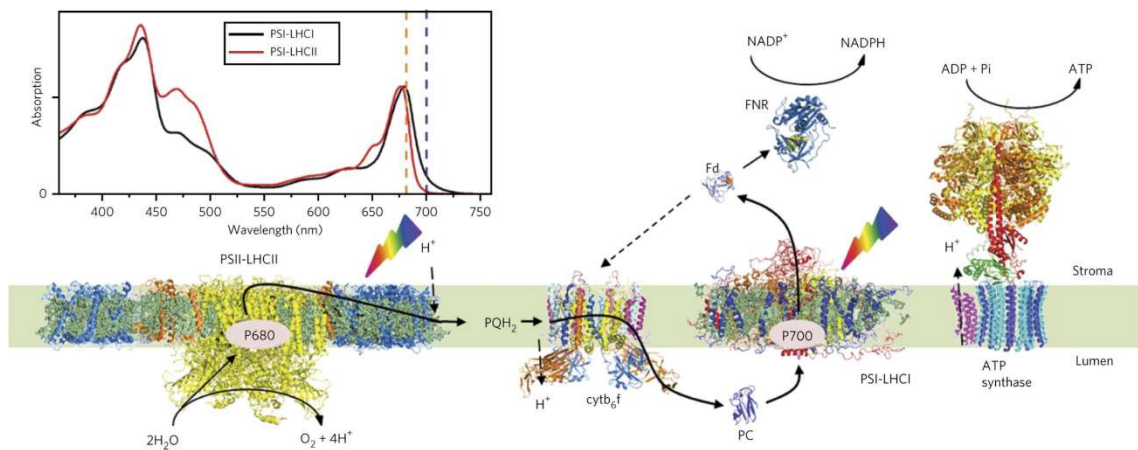 Absorption
PSI-LHCI
PSI-LHCII
0
400
450
500
550
600
650
700
750
Wavelength (nm)
NADP⁺
NADPH
FNR
Fd
ADP + Pi
ATP
H⁺
PSII-LHCII
H⁺
Stroma
P680
PQH₂
P700
Lumen
H⁺
cytb₆f
PSI-LHCI
ATP
synthase
PC
2H₂O
O₂ + 4H⁺